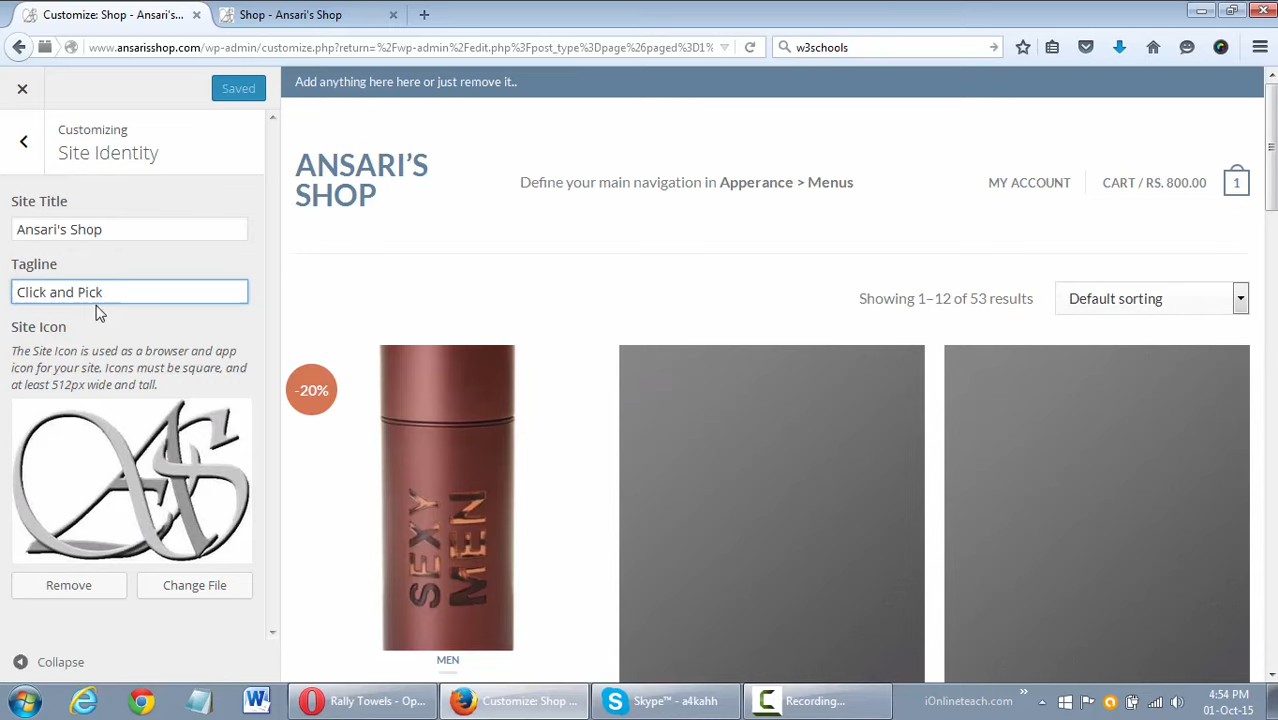 Customize: Shop - Ansari's...
Shop - Ansari's Shop
www.ansarisshop.com/wp-admin/customize.php?return=%2Fwp-admin%2Fedit.php%3Fpost_type%3Dpage%26paged%3D1%
w3schools
Saved
Customizing
Site Identity
Site Title
Ansari's Shop
Tagline
Click and Pick
Site Icon
The Site Icon is used as a browser and app
icon for your site. Icons must be square, and
at least 512px wide and tall.
Remove
Change File
Collapse
Add anything here here or just remove it..
ANSARI'S
SHOP
Define your main navigation in Apperance > Menus
MY ACCOUNT
CART / RS. 800.00
1
Showing 1–12 of 53 results
Default sorting
-20%
SEXY
MEN
MEN
Rally Towels - Op...
Customize: Shop ...
Skype™ - a4kahh
Recording...
iOnlineteach.com
4:54 PM
01-Oct-15